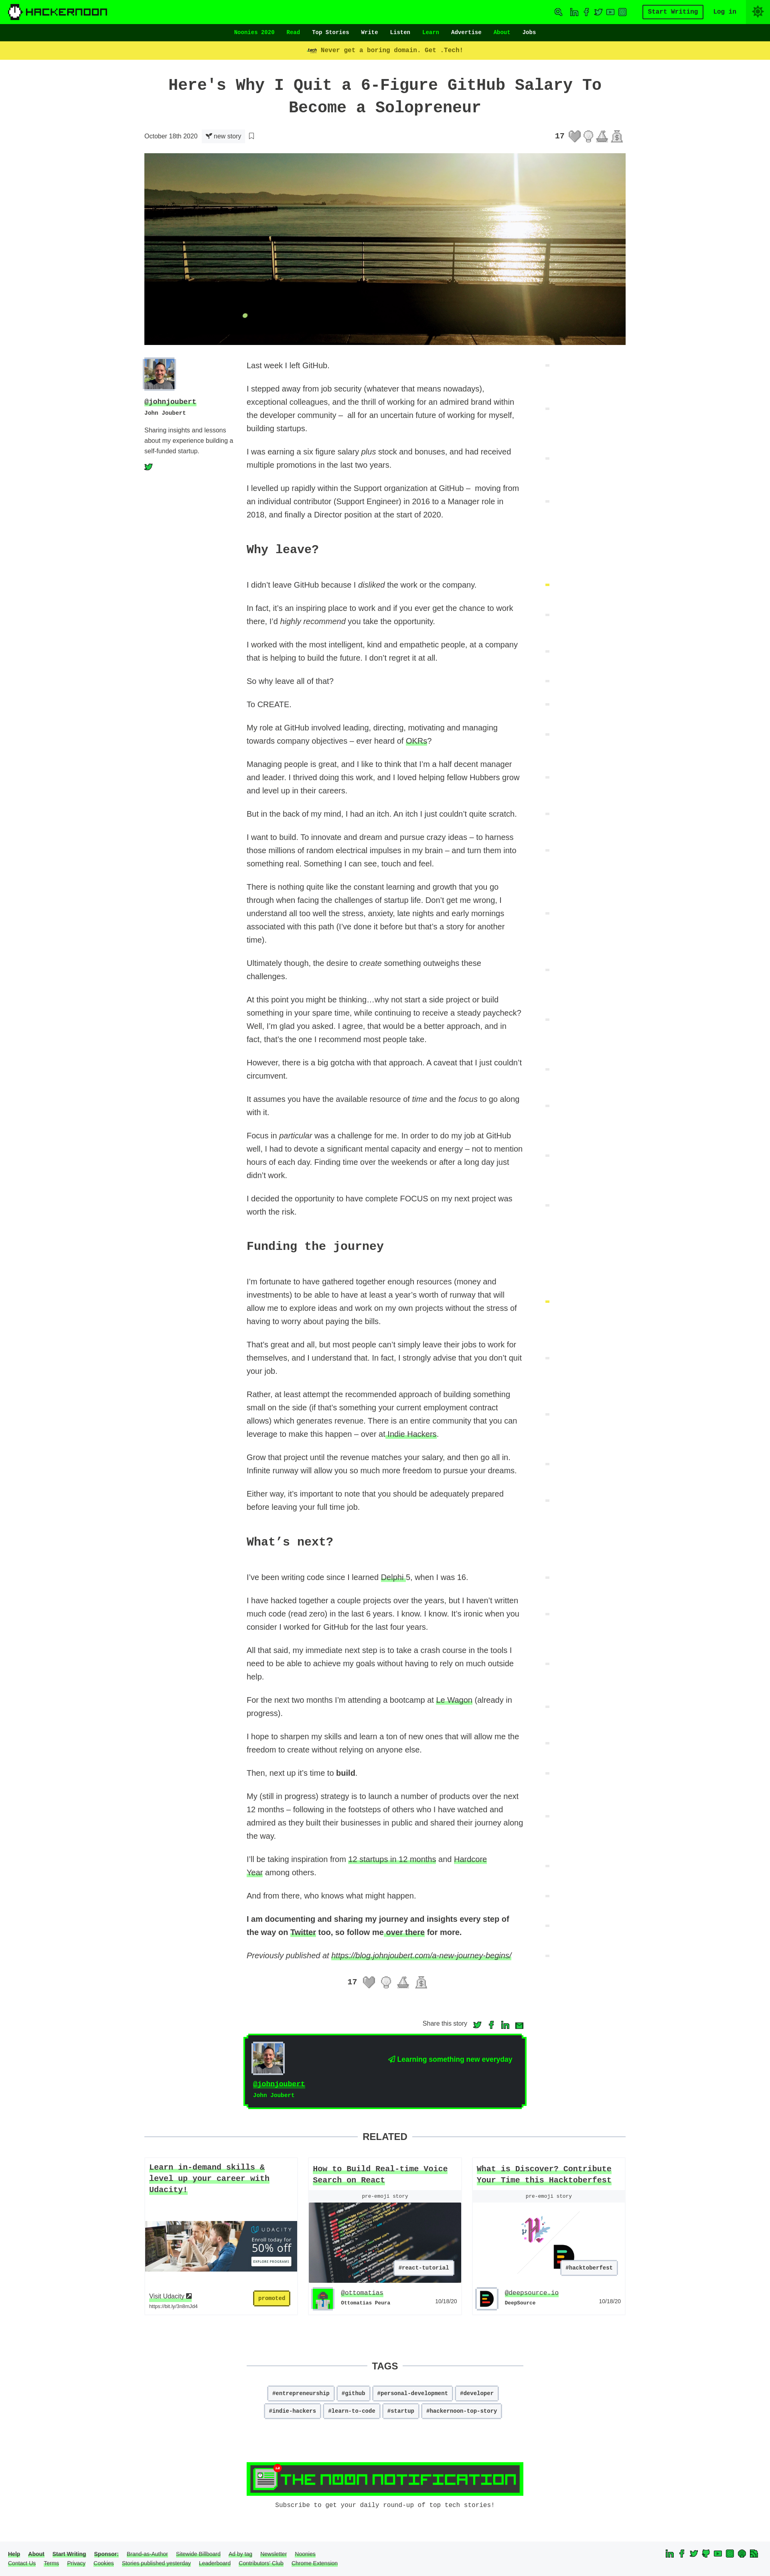 HACKERNOON
Start Writing Log in
Noonies 2020 Read Top Stories Write Listen Learn Advertise About Jobs
Never get a boring domain. Get .Tech!
Here's Why I Quit a 6-Figure GitHub Salary To
Become a Solopreneur
October 18th 2020 new story 17
@johnjoubert
John Joubert
Sharing insights and lessons
about my experience building a
self-funded startup.
Last week I left GitHub.
I stepped away from job security (whatever that means nowadays),
exceptional colleagues, and the thrill of working for an admired brand within
the developer community – all for an uncertain future of working for myself,
building startups.
I was earning a six figure salary plus stock and bonuses, and had received
multiple promotions in the last two years.
I levelled up rapidly within the Support organization at GitHub – moving from
an individual contributor (Support Engineer) in 2016 to a Manager role in
2018, and finally a Director position at the start of 2020.
Why leave?
I didn’t leave GitHub because I disliked the work or the company.
In fact, it’s an inspiring place to work and if you ever get the chance to work
there, I’d highly recommend you take the opportunity.
I worked with the most intelligent, kind and empathetic people, at a company
that is helping to build the future. I don’t regret it at all.
So why leave all of that?
To CREATE.
My role at GitHub involved leading, directing, motivating and managing
towards company objectives – ever heard of OKRs?
Managing people is great, and I like to think that I’m a half decent manager
and leader. I thrived doing this work, and I loved helping fellow Hubbers grow
and level up in their careers.
But in the back of my mind, I had an itch. An itch I just couldn’t quite scratch.
I want to build. To innovate and dream and pursue crazy ideas – to harness
those millions of random electrical impulses in my brain – and turn them into
something real. Something I can see, touch and feel.
There is nothing quite like the constant learning and growth that you go
through when facing the challenges of startup life. Don’t get me wrong, I
understand all too well the stress, anxiety, late nights and early mornings
associated with this path (I’ve done it before but that’s a story for another
time).
Ultimately though, the desire to create something outweighs these
challenges.
At this point you might be thinking…why not start a side project or build
something in your spare time, while continuing to receive a steady paycheck?
Well, I’m glad you asked. I agree, that would be a better approach, and in
fact, that’s the one I recommend most people take.
However, there is a big gotcha with that approach. A caveat that I just couldn’t
circumvent.
It assumes you have the available resource of time and the focus to go along
with it.
Focus in particular was a challenge for me. In order to do my job at GitHub
well, I had to devote a significant mental capacity and energy – not to mention
hours of each day. Finding time over the weekends or after a long day just
didn’t work.
I decided the opportunity to have complete FOCUS on my next project was
worth the risk.
Funding the journey
I’m fortunate to have gathered together enough resources (money and
investments) to be able to have at least a year’s worth of runway that will
allow me to explore ideas and work on my own projects without the stress of
having to worry about paying the bills.
That’s great and all, but most people can’t simply leave their jobs to work for
themselves, and I understand that. In fact, I strongly advise that you don’t quit
your job.
Rather, at least attempt the recommended approach of building something
small on the side (if that’s something your current employment contract
allows) which generates revenue. There is an entire community that you can
leverage to make this happen – over at Indie Hackers.
Grow that project until the revenue matches your salary, and then go all in.
Infinite runway will allow you so much more freedom to pursue your dreams.
Either way, it’s important to note that you should be adequately prepared
before leaving your full time job.
What’s next?
I’ve been writing code since I learned Delphi 5, when I was 16.
I have hacked together a couple projects over the years, but I haven’t written
much code (read zero) in the last 6 years. I know. I know. It’s ironic when you
consider I worked for GitHub for the last four years.
All that said, my immediate next step is to take a crash course in the tools I
need to be able to achieve my goals without having to rely on much outside
help.
For the next two months I’m attending a bootcamp at Le Wagon (already in
progress).
I hope to sharpen my skills and learn a ton of new ones that will allow me the
freedom to create without relying on anyone else.
Then, next up it’s time to build.
My (still in progress) strategy is to launch a number of products over the next
12 months – following in the footsteps of others who I have watched and
admired as they built their businesses in public and shared their journey along
the way.
I’ll be taking inspiration from 12 startups in 12 months and Hardcore
Year among others.
And from there, who knows what might happen.
I am documenting and sharing my journey and insights every step of
the way on Twitter too, so follow me over there for more.
Previously published at https://blog.johnjoubert.com/a-new-journey-begins/
17
Share this story
Learning something new everyday
@johnjoubert
John Joubert
RELATED
Learn in-demand skills &
level up your career with
Udacity!
UDACITY
Enroll today for
50% off
EXPLORE PROGRAMS
Visit Udacity
https://bit.ly/3n9mJd4
promoted
How to Build Real-time Voice
Search on React
pre-emoji story
#react-tutorial
@ottomatias
Ottomatias Peura
10/18/20
What is Discover? Contribute
Your Time this Hacktoberfest
pre-emoji story
#hacktoberfest
@deepsource.io
DeepSource
10/18/20
TAGS
#entrepreneurship #github #personal-development #developer
#indie-hackers #learn-to-code #startup #hackernoon-top-story
THE NOON NOTIFICATION
Subscribe to get your daily round-up of top tech stories!
Help About Start Writing Sponsor: Brand-as-Author Sitewide Billboard Ad by tag Newsletter Noonies
Contact Us Terms Privacy Cookies Stories published yesterday Leaderboard Contributors' Club Chrome Extension